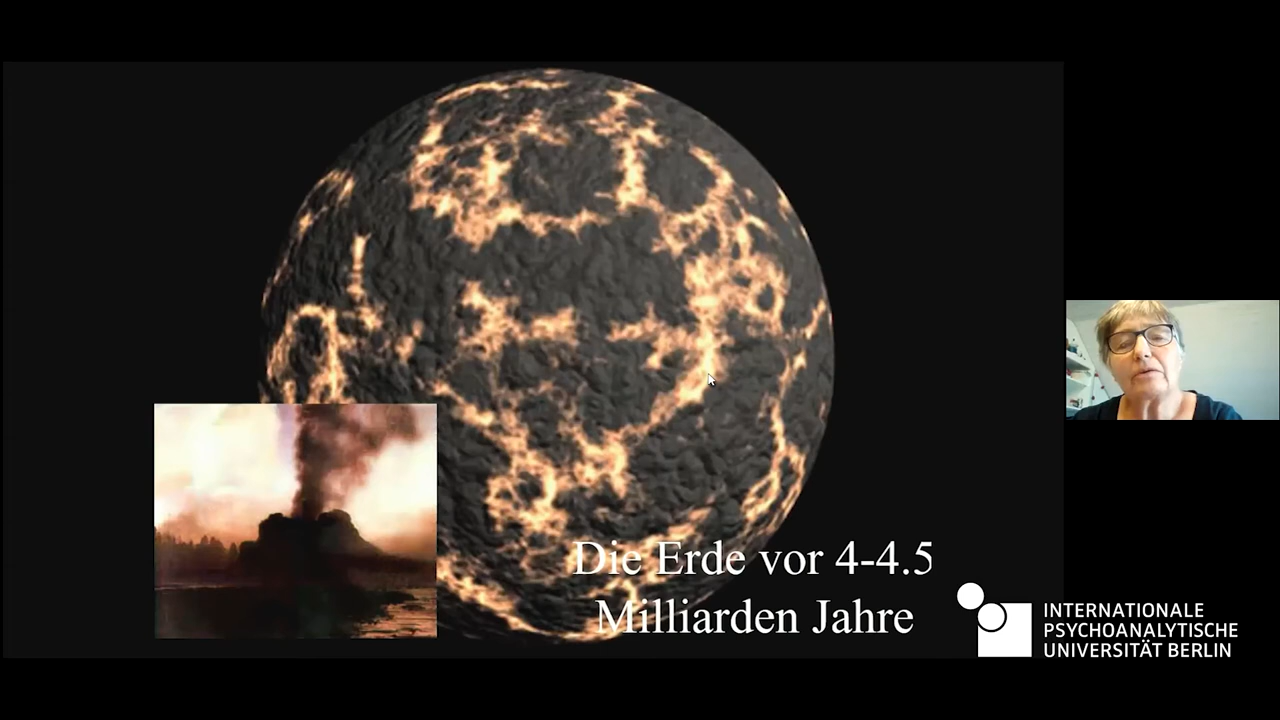 Die Erde vor 4-4.5
Milliarden Jahre
INTERNATIONALE
PSYCHOANALYTISCHE
UNIVERSITÄT BERLIN